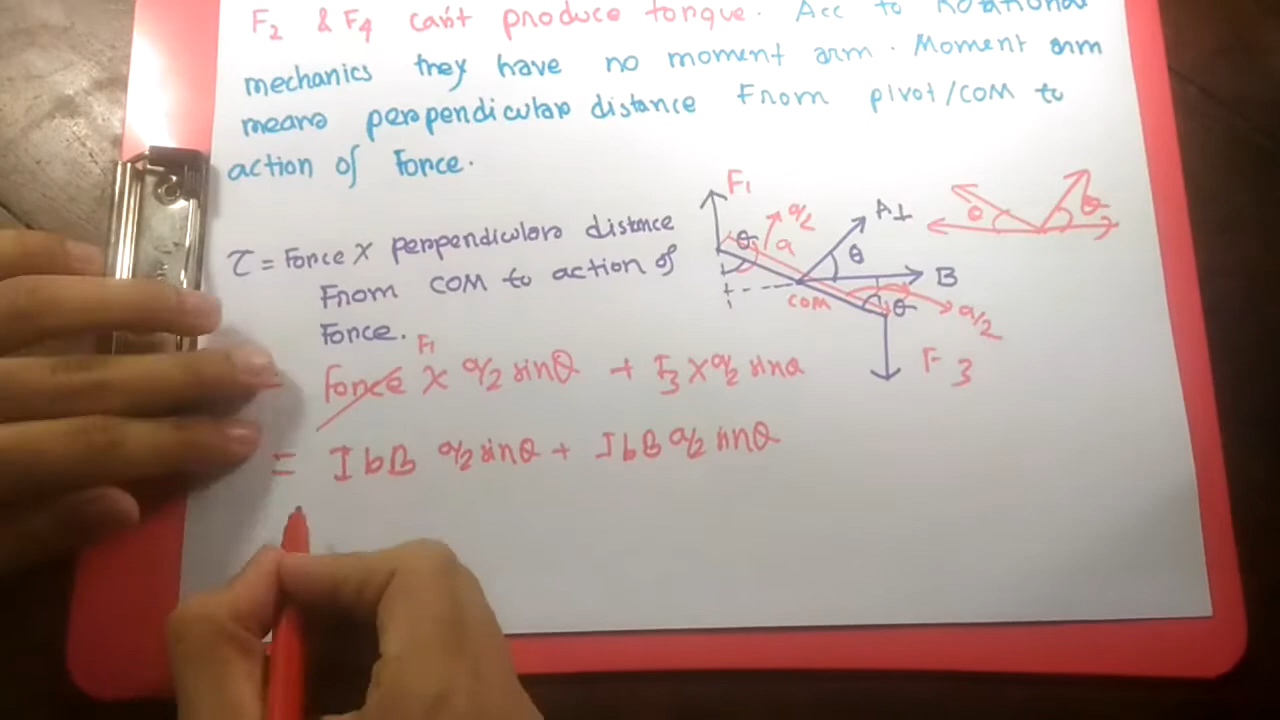 F2 & F4 can't produce torque. Acc to Rotational
mechanics they have no moment arm. Moment arm
means perpendicular distance From pivot/COM to
action of Force.
τ = Force X perpendicular distance
From COM to action of
Force.
F1
= Force X a/2 sinθ + F3 X a/2 sinθ
= IbB a/2 sinθ + IbB a/2 sinθ
F1
θ
a/2
a
A⊥
θ
B
COM
θ
a/2
F3
θ
θ